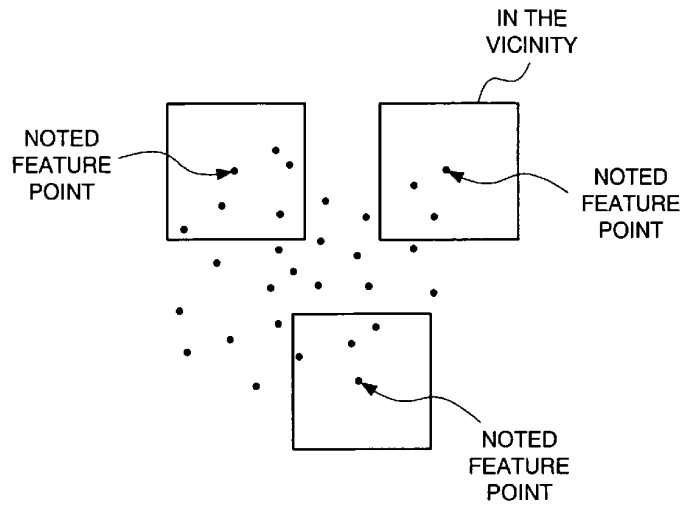 IN THE
VICINITY
NOTED
FEATURE
POINT
NOTED
FEATURE
POINT
NOTED
FEATURE
POINT